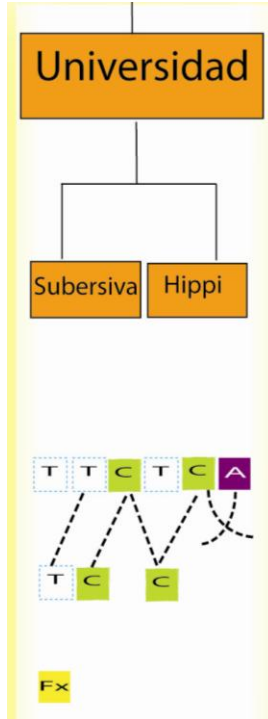 Universidad
Subersiva Hippi
T T C T C A
T C C
Fx